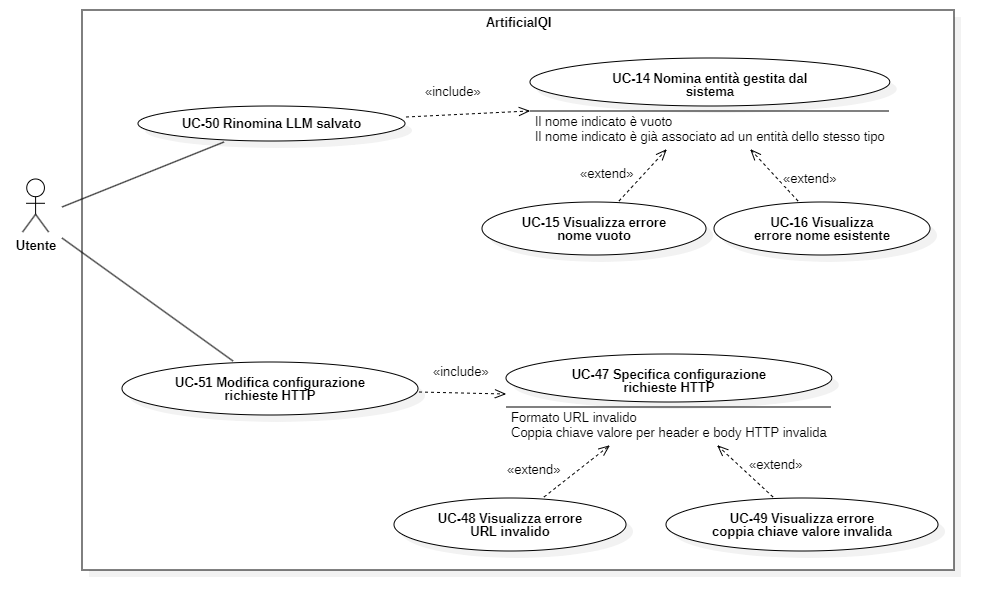 ArtificialQI
UC-14 Nomina entità gestita dal
sistema
«include»
UC-50 Rinomina LLM salvato
Il nome indicato è vuoto
Il nome indicato è già associato ad un entità dello stesso tipo
«extend»
«extend»
UC-15 Visualizza errore
nome vuoto
UC-16 Visualizza
errore nome esistente
Utente
UC-51 Modifica configurazione
richieste HTTP
«include»
UC-47 Specifica configurazione
richieste HTTP
Formato URL invalido
Coppia chiave valore per header e body HTTP invalida
«extend»
«extend»
UC-48 Visualizza errore
URL invalido
UC-49 Visualizza errore
coppia chiave valore invalida